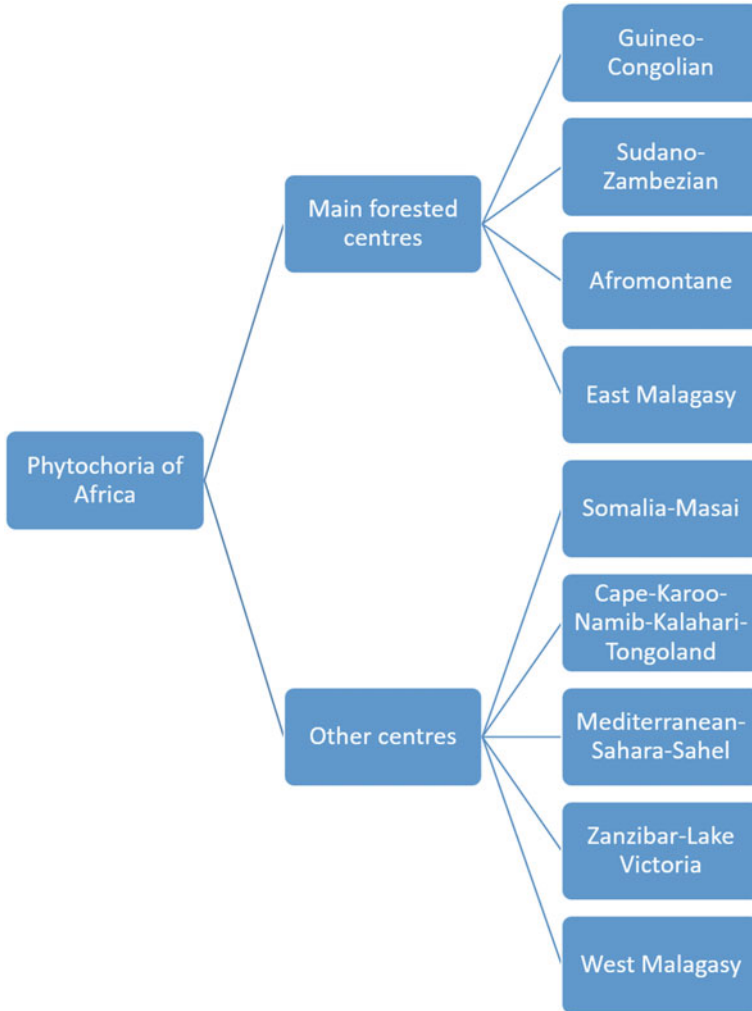 Phytochoria of
Africa
Main forested
centres
Guineo-
Congolian
Sudano-
Zambezian
Afromontane
East Malagasy
Other centres
Somalia-Masai
Cape-Karoo-
Namib-Kalahari-
Tongoland
Mediterranean-
Sahara-Sahel
Zanzibar-Lake
Victoria
West Malagasy